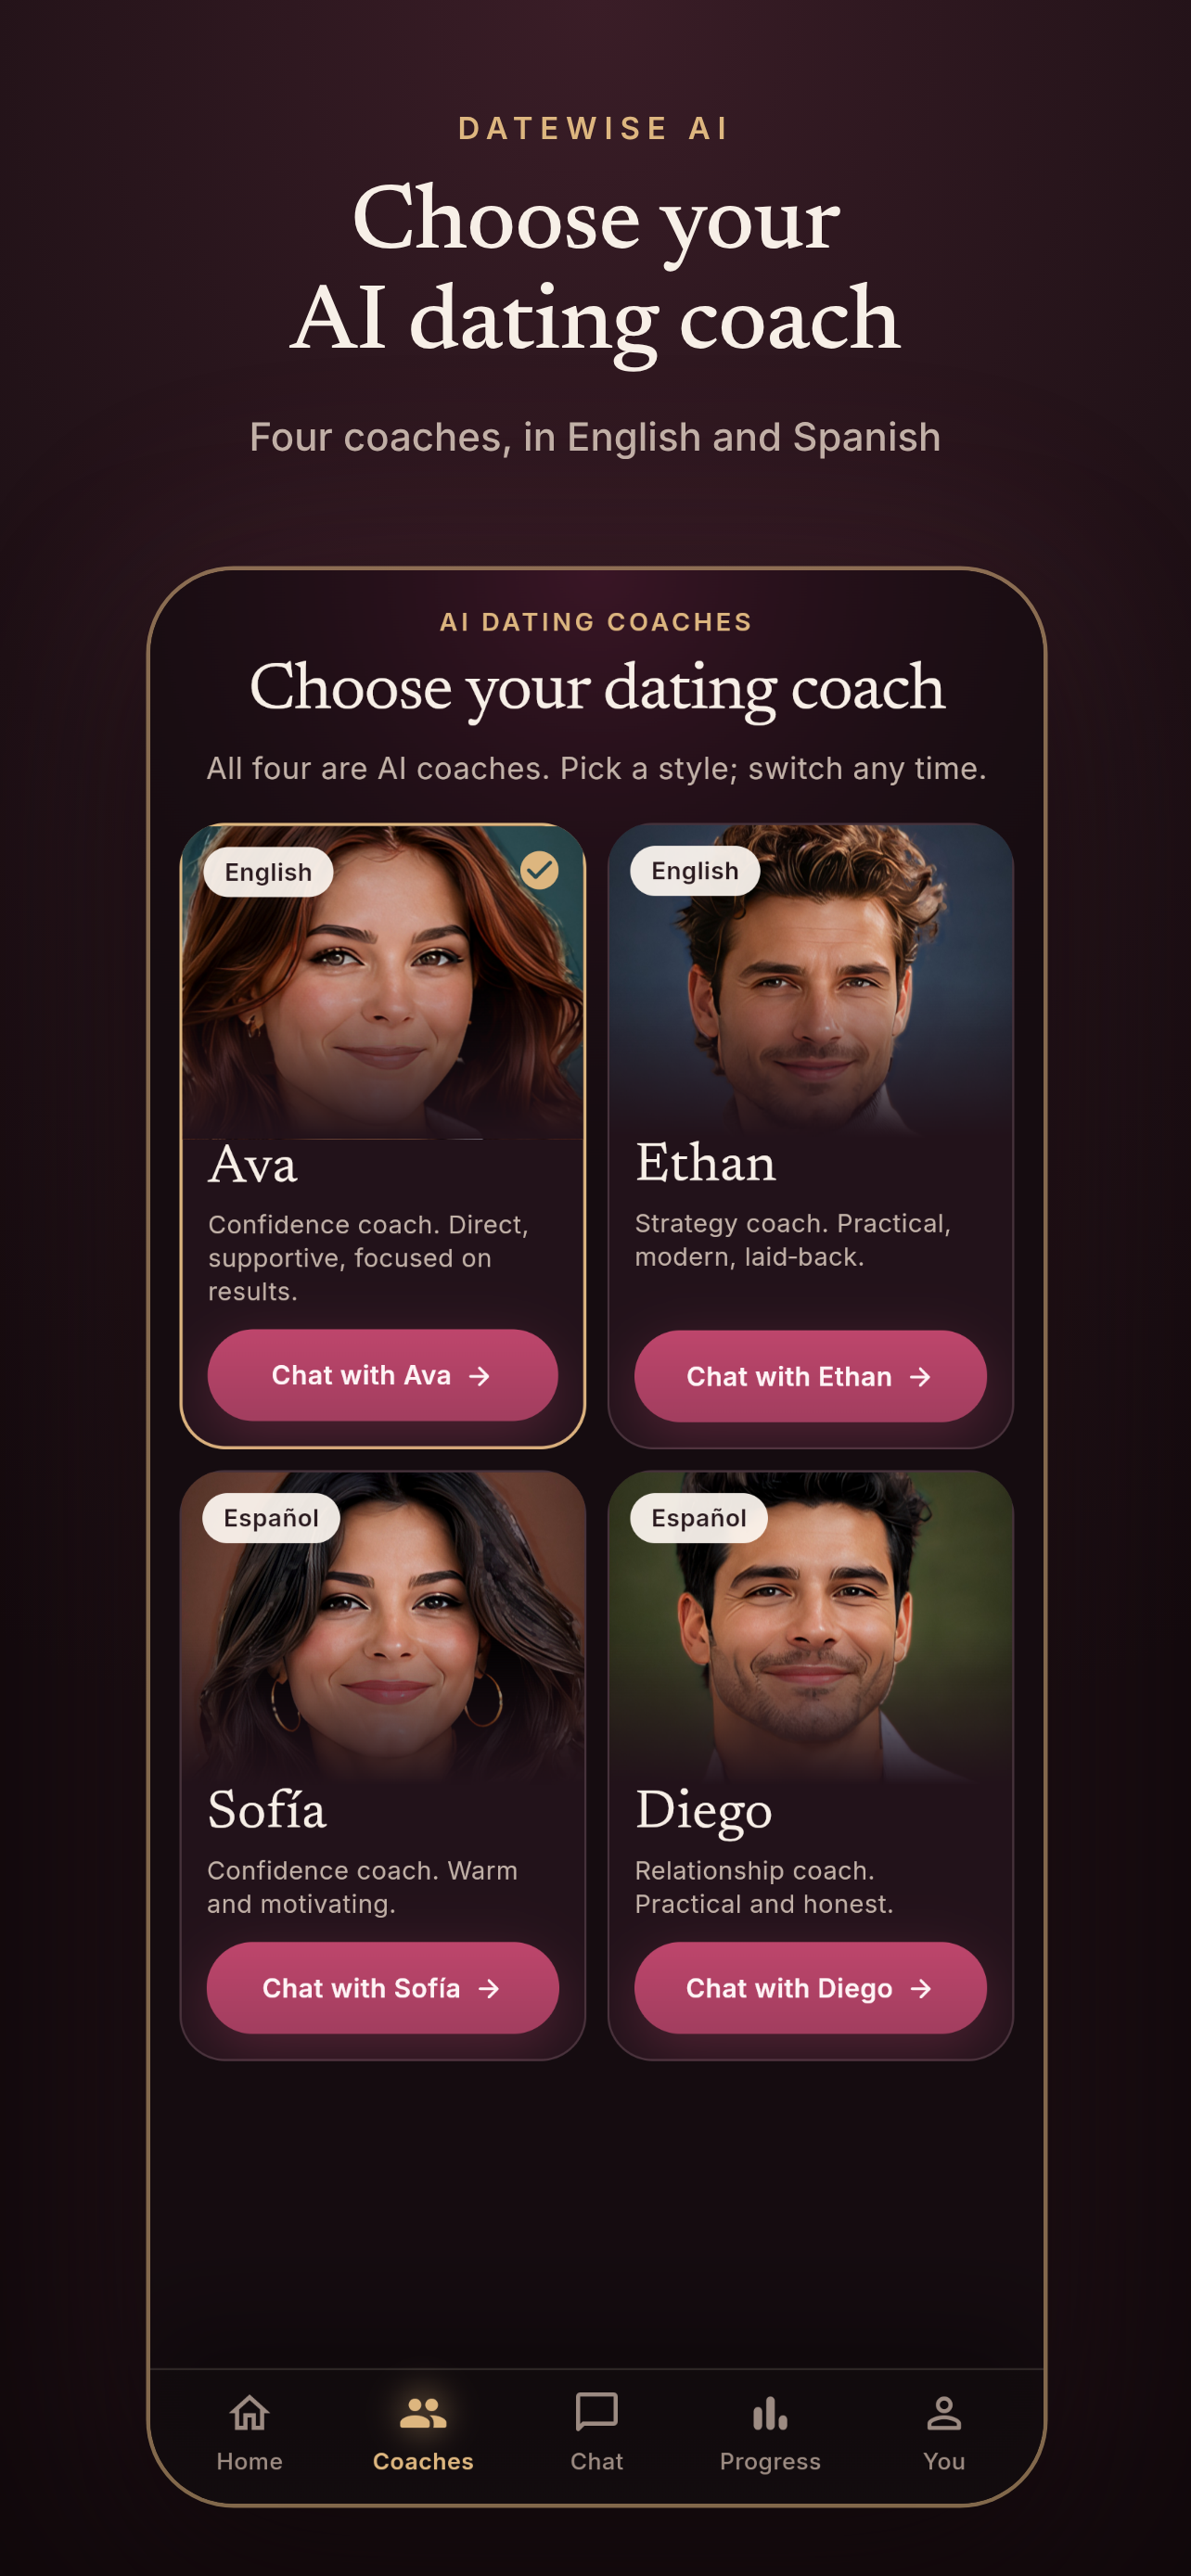 DATEWISE AI
Choose your
AI dating coach
Four coaches, in English and Spanish
AI DATING COACHES
Choose your dating coach
All four are AI coaches. Pick a style; switch any time.
English
Ava
Confidence coach. Direct,
supportive, focused on
results.
Chat with Ava →
English
Ethan
Strategy coach. Practical,
modern, laid-back.
Chat with Ethan →
Español
Sofía
Confidence coach. Warm
and motivating.
Chat with Sofía →
Español
Diego
Relationship coach.
Practical and honest.
Chat with Diego →
Home
Coaches
Chat
Progress
You